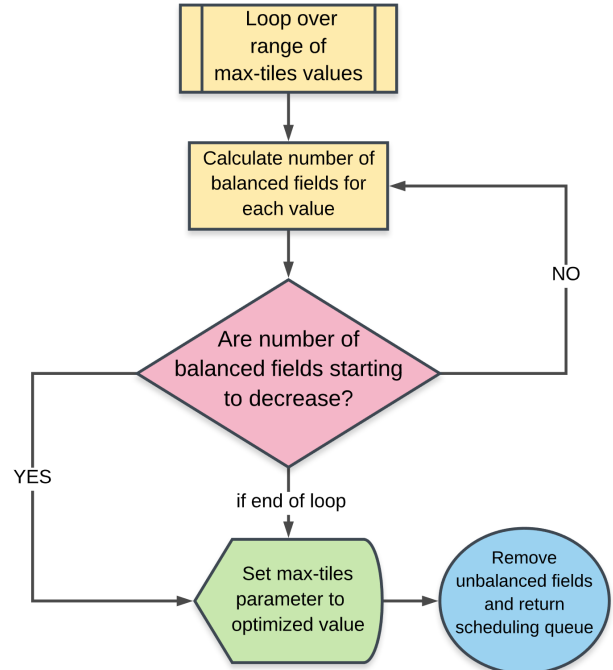 Loop over
range of
max-tiles values
Calculate number of
balanced fields for
each value
NO
Are number of
balanced fields starting
to decrease?
YES
if end of loop
Set max-tiles
parameter to
optimized value
Remove
unbalanced fields
and return
scheduling queue